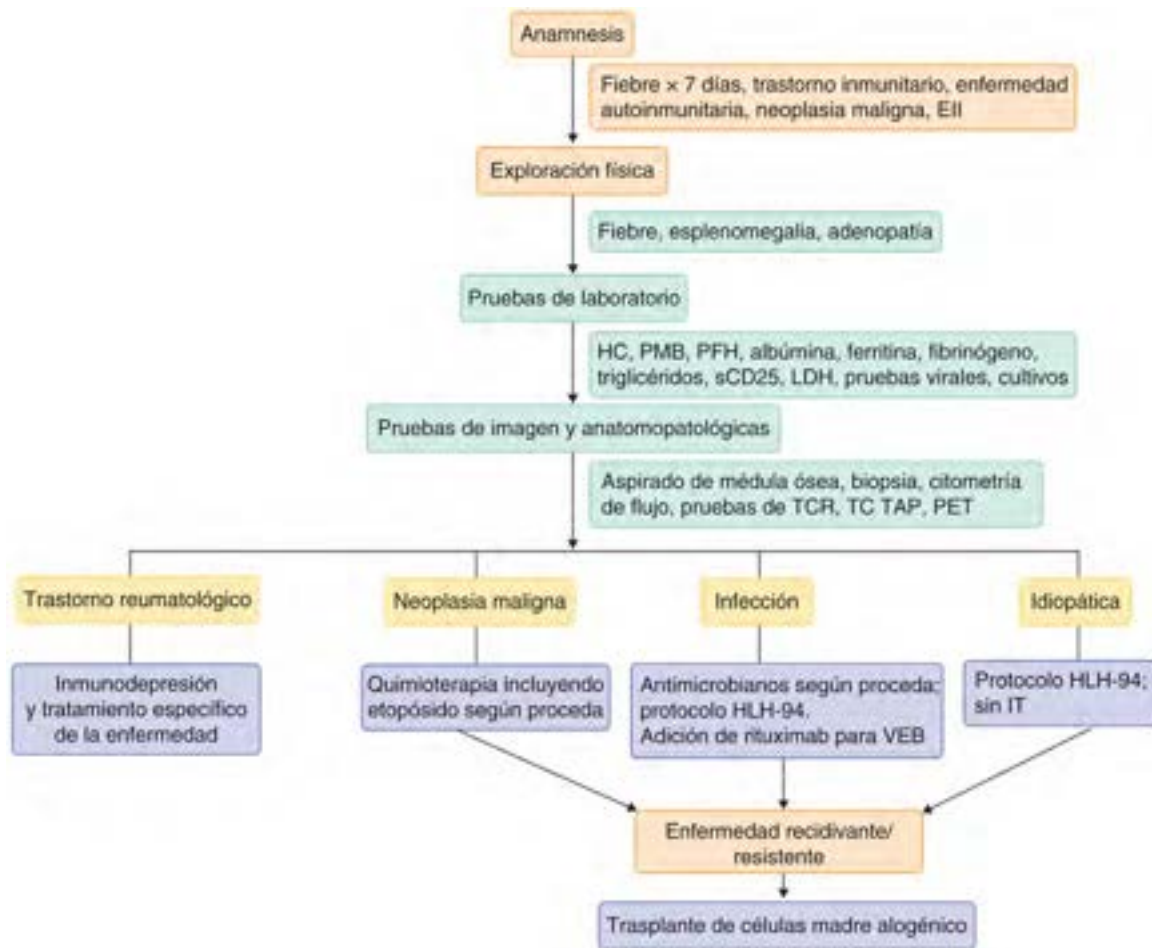 Anamnesis
Fiebre × 7 días, trastorno inmunitario, enfermedad
autoinmunitaria, neoplasia maligna, EII
Exploración física
Fiebre, esplenomegalia, adenopatía
Pruebas de laboratorio
HC, PMB, PFH, albúmina, ferritina, fibrinógeno,
triglicéridos, sCD25, LDH, pruebas virales, cultivos
Pruebas de imagen y anatomopatológicas
Aspirado de médula ósea, biopsia, citometría
de flujo, pruebas de TCR, TC TAP, PET
Trastorno reumatológico
Inmunodepresión
y tratamiento específico
de la enfermedad
Neoplasia maligna
Quimioterapia incluyendo
etopósido según proceda
Infección
Antimicrobianos según proceda;
protocolo HLH-94.
Adición de rituximab para VEB
Idiopática
Protocolo HLH-94;
sin IT
Enfermedad recidivante/
resistente
Trasplante de células madre alogénico